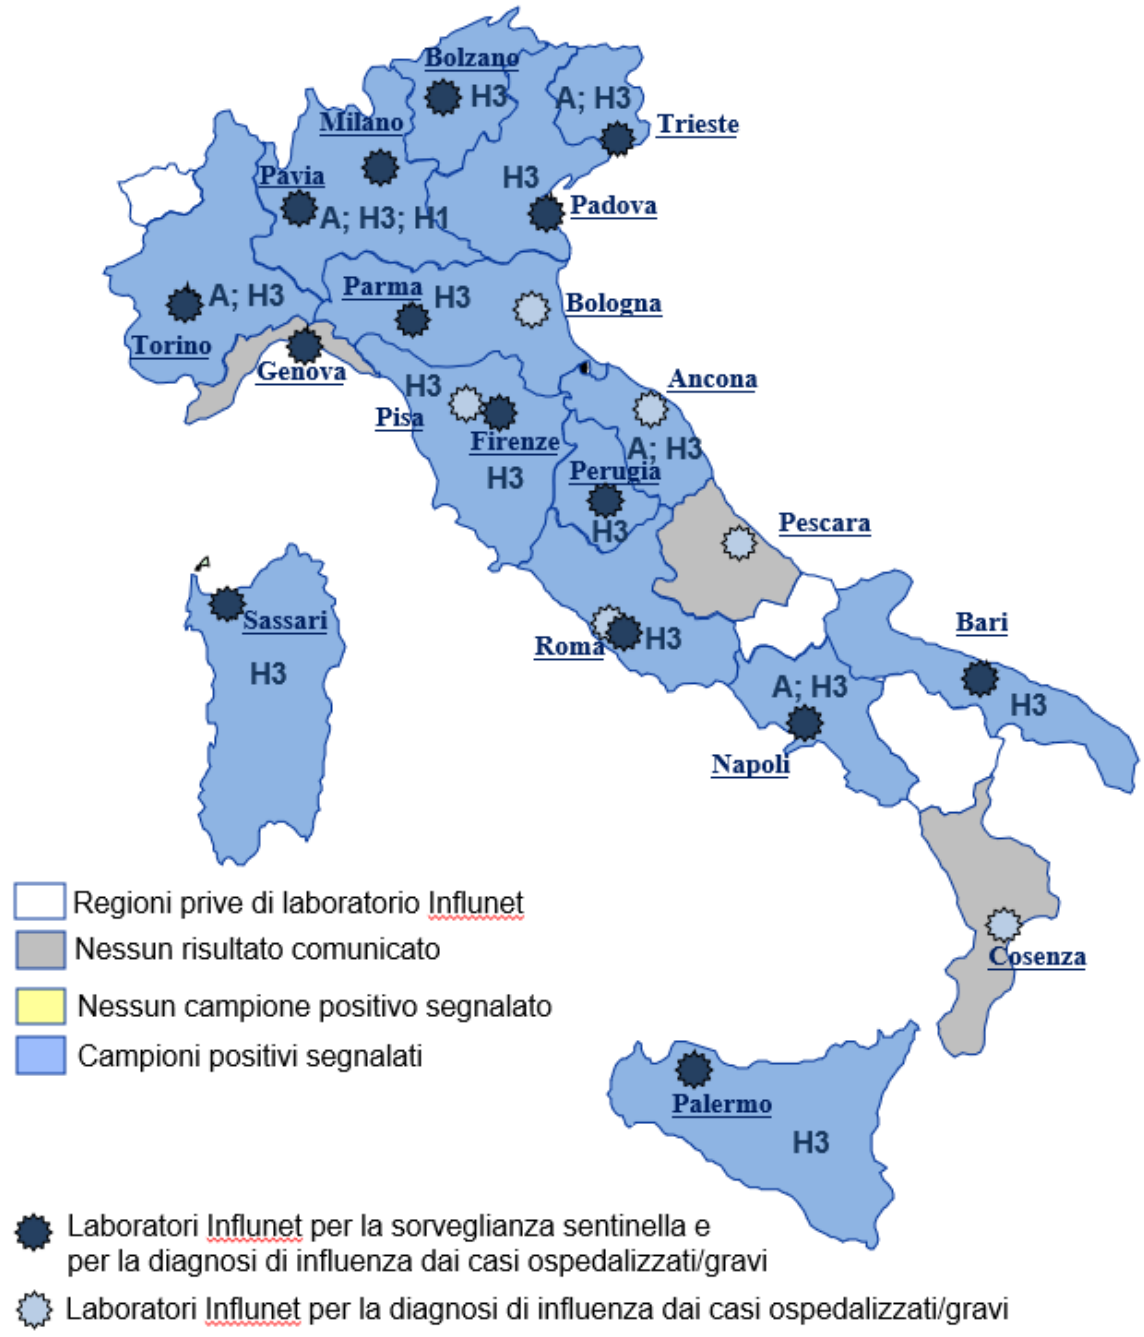 Bolzano
H3
A; H3
Milano
Trieste
Pavia
H3
A; H3; H1
Padova
Parma
H3
A; H3
Bologna
Torino
Genova
H3
Ancona
Pisa
Firenze
A; H3
H3
Perugia
H3
Pescara
A
Sassari
Roma
H3
Bari
H3
A; H3
H3
Napoli
Regioni prive di laboratorio Influnet
Nessun risultato comunicato
Cosenza
Nessun campione positivo segnalato
Campioni positivi segnalati
Palermo
H3
Laboratori Influnet per la sorveglianza sentinella e
per la diagnosi di influenza dai casi ospedalizzati/gravi
Laboratori Influnet per la diagnosi di influenza dai casi ospedalizzati/gravi